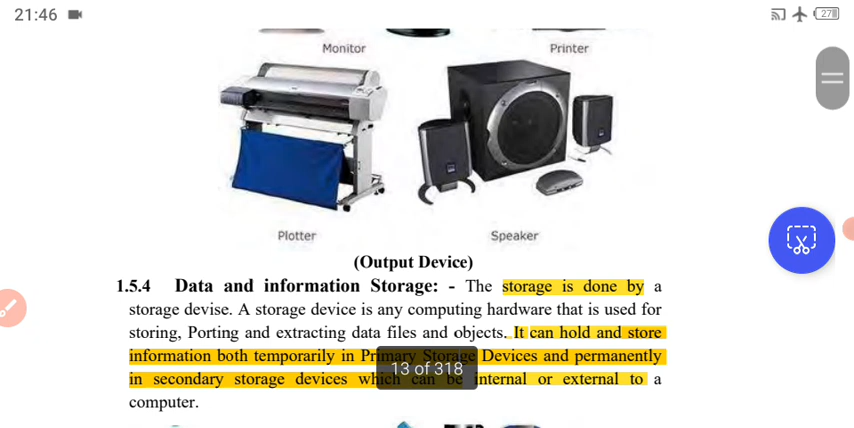 21:46
27
Monitor Printer
Plotter Speaker
(Output Device)
1.5.4 Data and information Storage: - The storage is done by a
storage devise. A storage device is any computing hardware that is used for
storing, Porting and extracting data files and objects. It can hold and store
information both temporarily in Primary Storage Devices and permanently
in secondary storage devices which can be internal or external to a
computer.
13 of 318